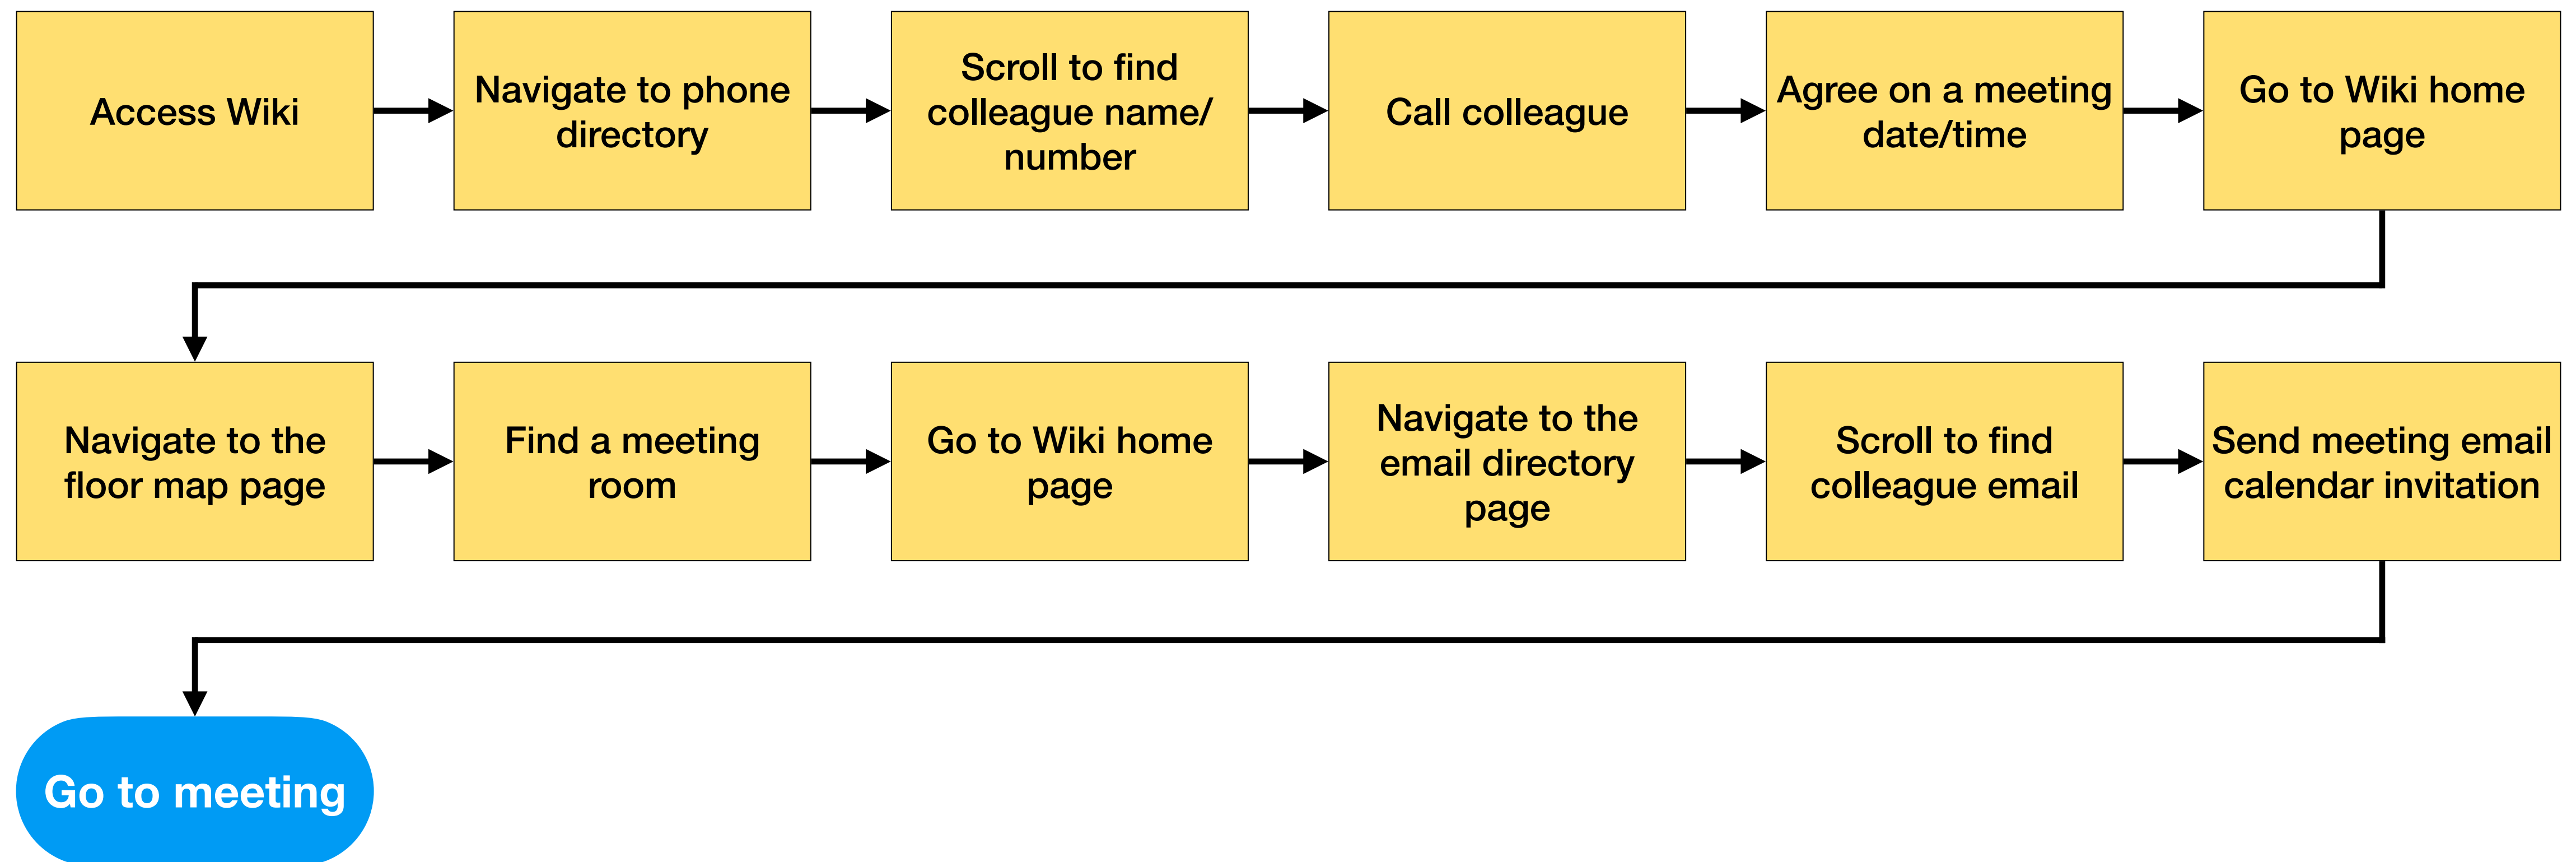 Access Wiki
Navigate to phone
directory
Scroll to find
colleague name/
number
Call colleague
Agree on a meeting
date/time
Go to Wiki home
page
Navigate to the
floor map page
Find a meeting
room
Go to Wiki home
page
Navigate to the
email directory
page
Scroll to find
colleague email
Send meeting email
calendar invitation
Go to meeting